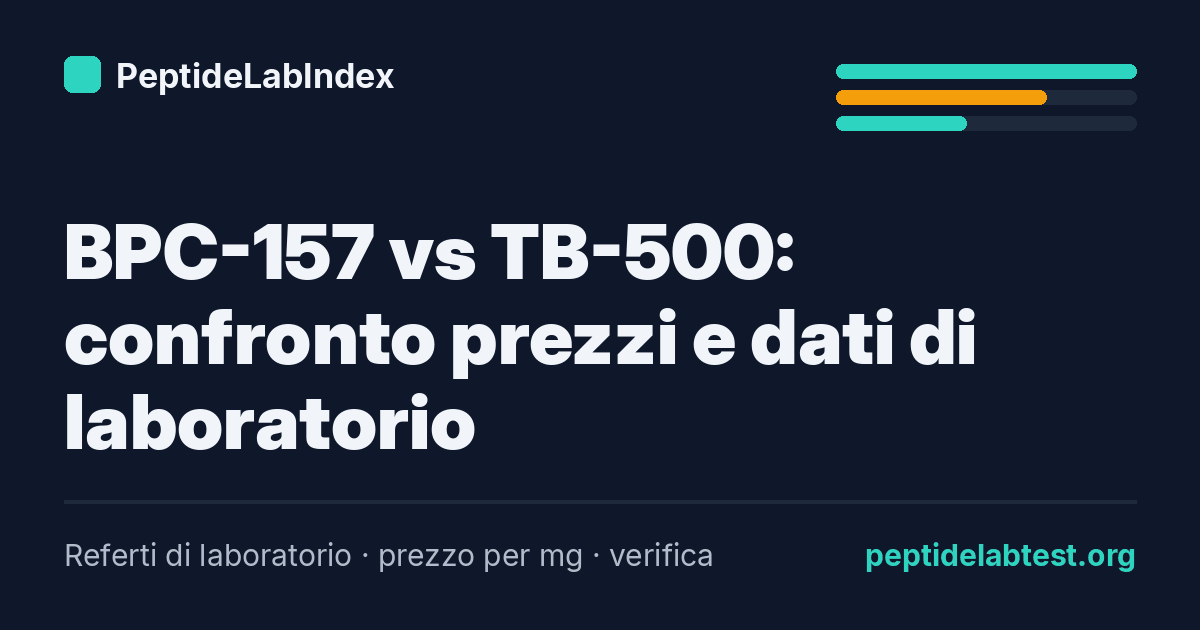 PeptideLabIndex
BPC-157 vs TB-500:
confronto prezzi e dati di
laboratorio
Referti di laboratorio · prezzo per mg · verifica
peptidelabtest.org